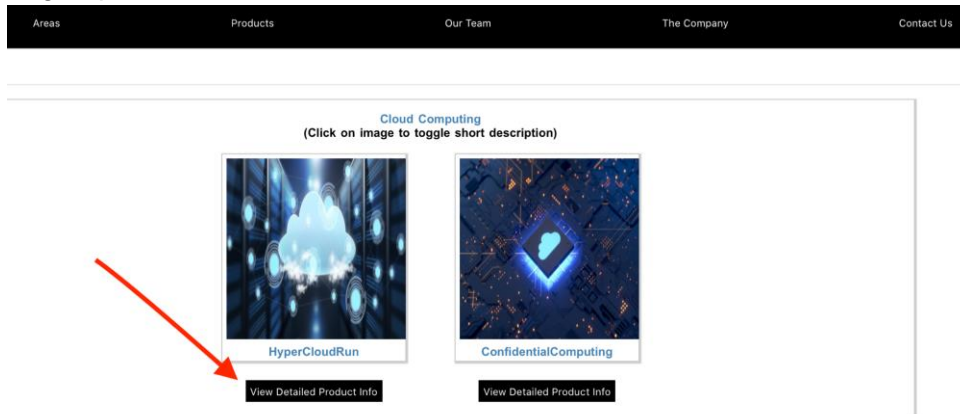 Areas Products Our Team The Company Contact Us
Cloud Computing
(Click on image to toggle short description)
HyperCloudRun ConfidentialComputing
View Detailed Product Info View Detailed Product Info